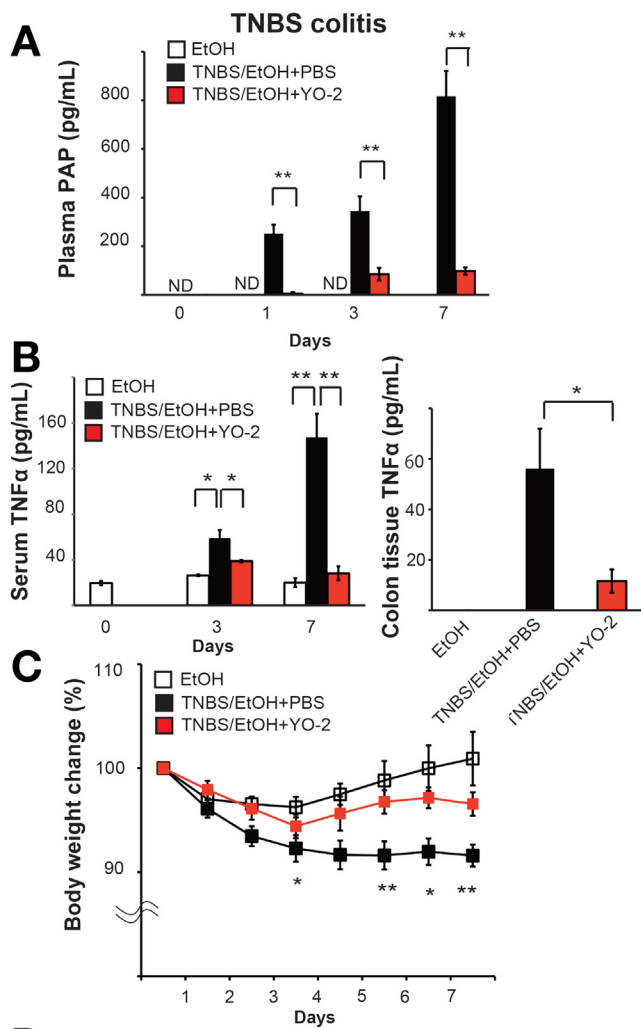 A
TNBS colitis
EtOH
TNBS/EtOH+PBS
TNBS/EtOH+YO-2
Plasma PAP (pg/mL)
800
600
400
200
**
**
**
ND
ND
ND
0
1
3
7
Days
B
EtOH
TNBS/EtOH+PBS
TNBS/EtOH+YO-2
Serum TNFα (pg/mL)
160
120
80
40
*
*
**
**
0
3
7
Days
Colon tissue TNFα (pg/mL)
60
40
20
*
EtOH
TNBS/EtOH+PBS
TNBS/EtOH+YO-2
C
EtOH
TNBS/EtOH+PBS
TNBS/EtOH+YO-2
Body weight change (%)
110
100
90
*
**
*
**
1
2
3
4
5
6
7
Days